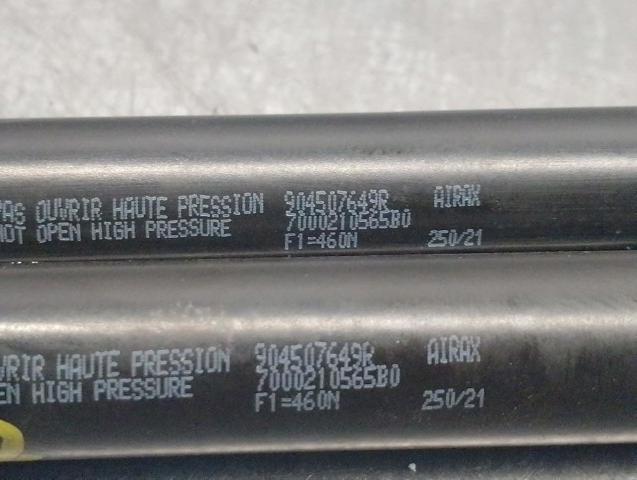 PAS OUVRIR HAUTE PRESSION 904507649R AIRAX
NOT OPEN HIGH PRESSURE 7000210565B0
F1=460N 250/21
VRIR HAUTE PRESSION 904507649R AIRAX
EN HIGH PRESSURE 7000210565B0
F1=460N 250/21